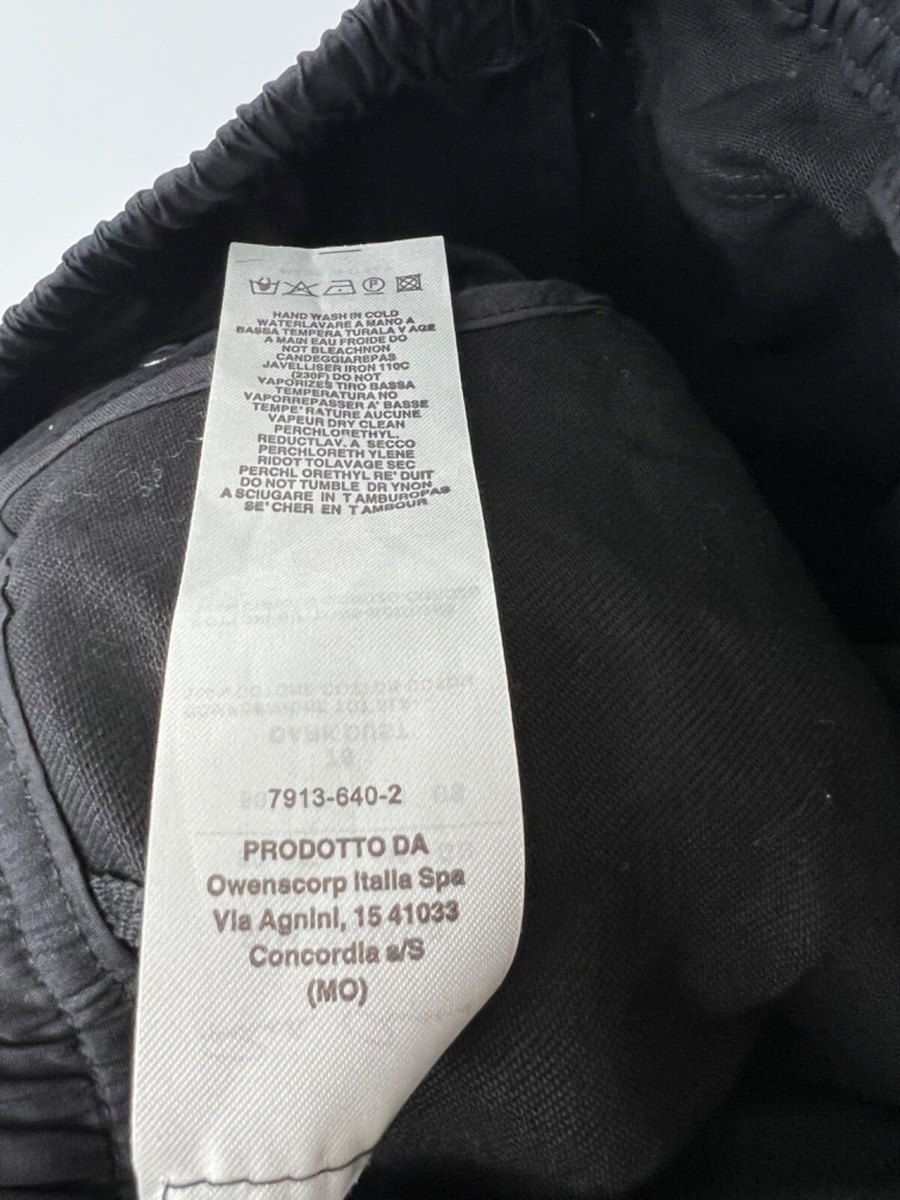 HAND WASH IN COLD
WATERLAVARE A MANO A
BASSA TEMPERA TURALA V AGE
A MAIN EAU FROIDE DO
NOT BLEACHNON
CANDEGGIAREPAS
JAVELLISER IRON 110C
(230F) DO NOT
VAPORIZES TIRO BASSA
TEMPERATURA NO
VAPORREPASSER A' BASSE
TEMPE' RATURE AUCUNE
VAPEUR DRY CLEAN
PERCHLORETHYL.
REDUCTLAV. A SECCO
PERCHLORETH YLENE
RIDOT TOLAVAGE SEC
PERCHL ORETHYL RE' DUIT
DO NOT TUMBLE DR YNON
A SCIUGARE IN T AMBUROPAS
SE' CHER EN T AMBOUR
7913-640-2
PRODOTTO DA
Owenscorp Italia Spa
Via Agnini, 15 41033
Concordia s/S
(MO)